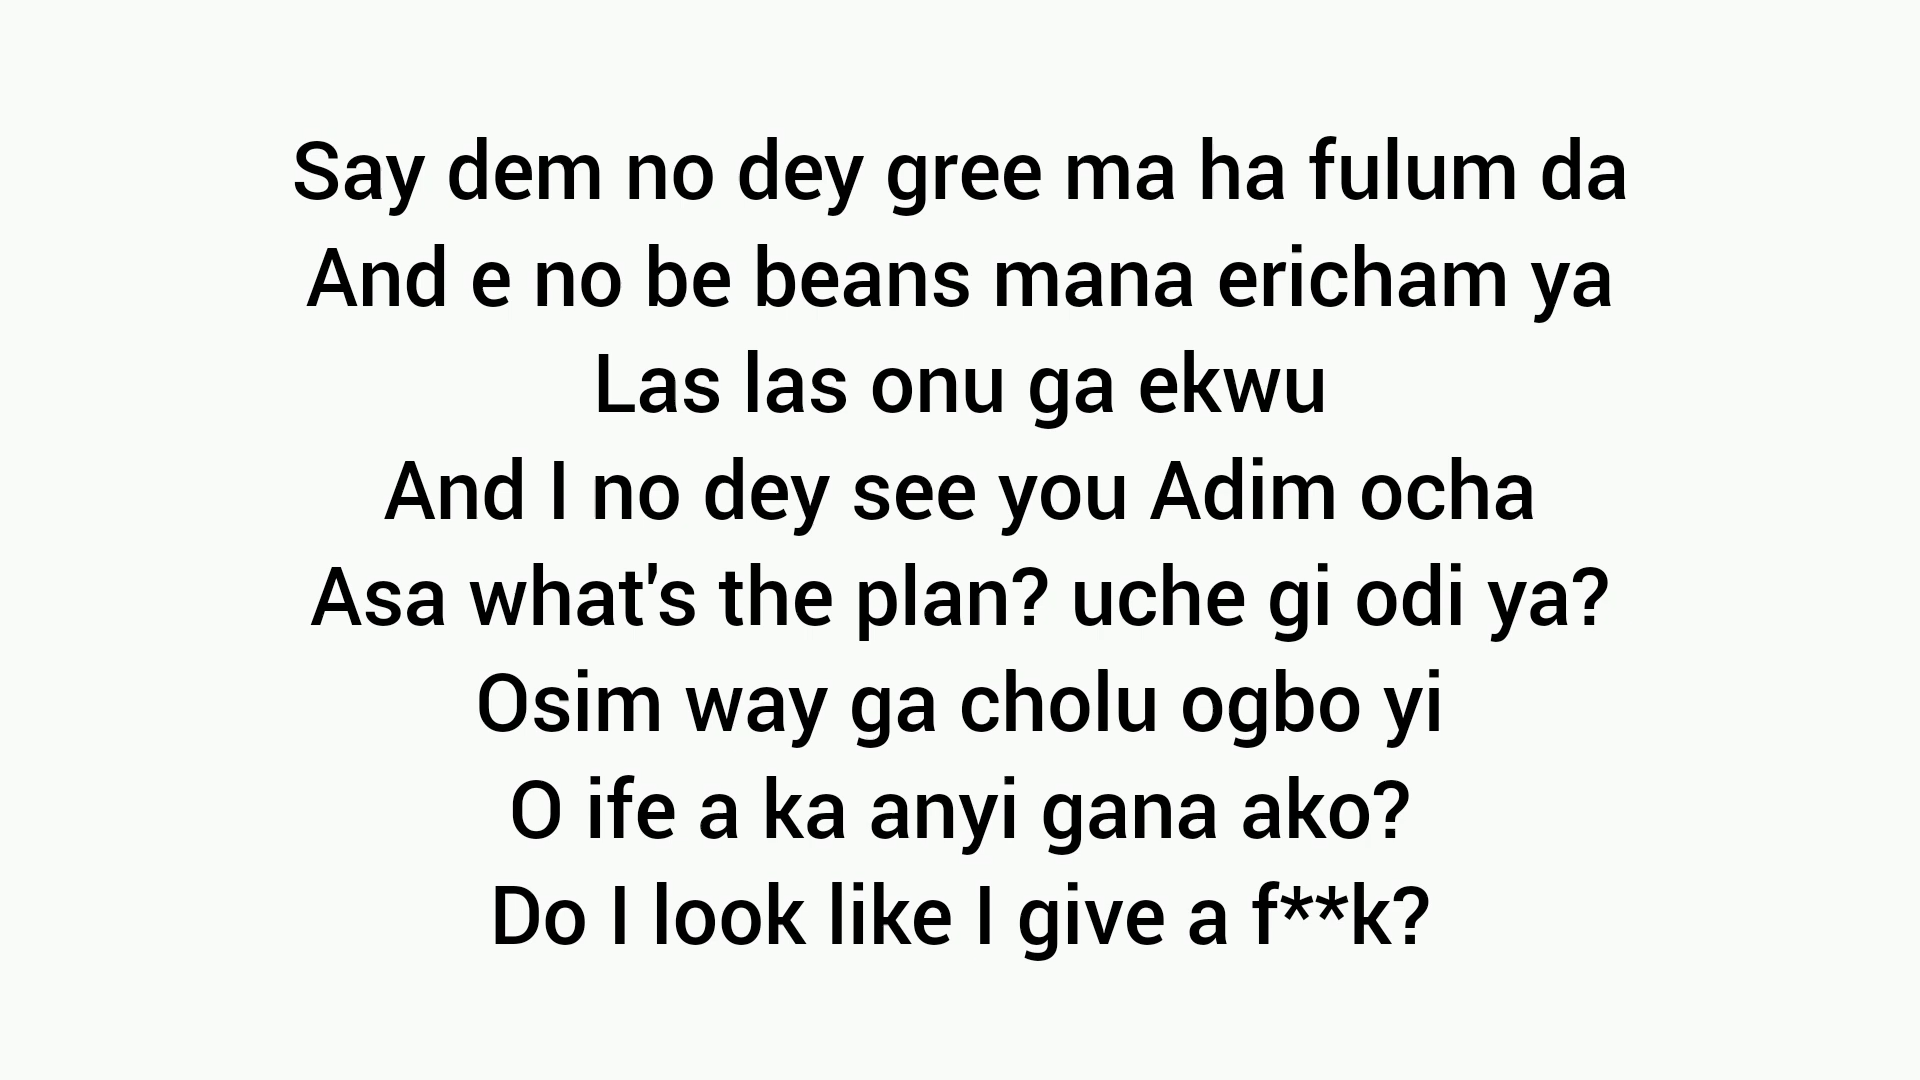 Say dem no dey gree ma ha fulum da
And e no be beans mana ericham ya
Las las onu ga ekwu
And I no dey see you Adim ocha
Asa what's the plan? uche gi odi ya?
Osim way ga cholu ogbo yi
O ife a ka anyi gana ako?
Do I look like I give a f**k?